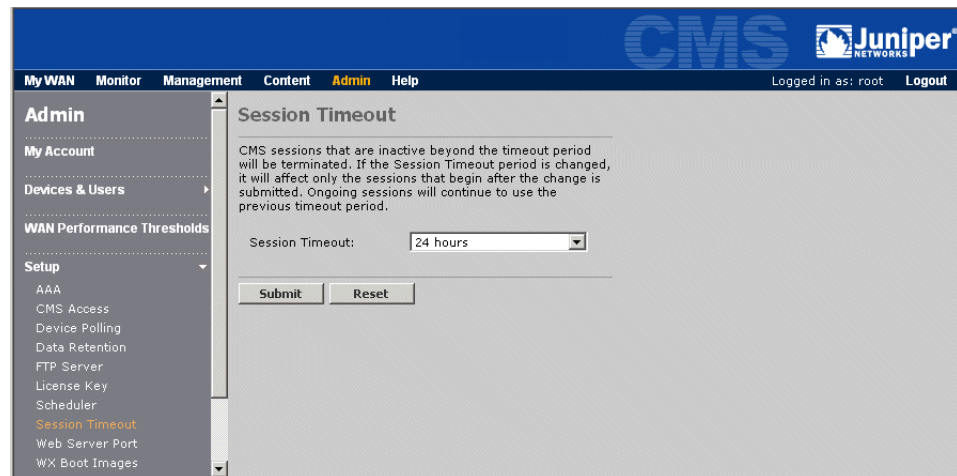 CMS
Juniper
NETWORKS
My WAN Monitor Management Content Admin Help
Logged in as: root Logout
Admin
My Account
Devices & Users
WAN Performance Thresholds
Setup
AAA
CMS Access
Device Polling
Data Retention
FTP Server
License Key
Scheduler
Session Timeout
Web Server Port
WX Boot Images
Session Timeout
CMS sessions that are inactive beyond the timeout period
will be terminated. If the Session Timeout period is changed,
it will affect only the sessions that begin after the change is
submitted. Ongoing sessions will continue to use the
previous timeout period.
Session Timeout: 24 hours
Submit Reset